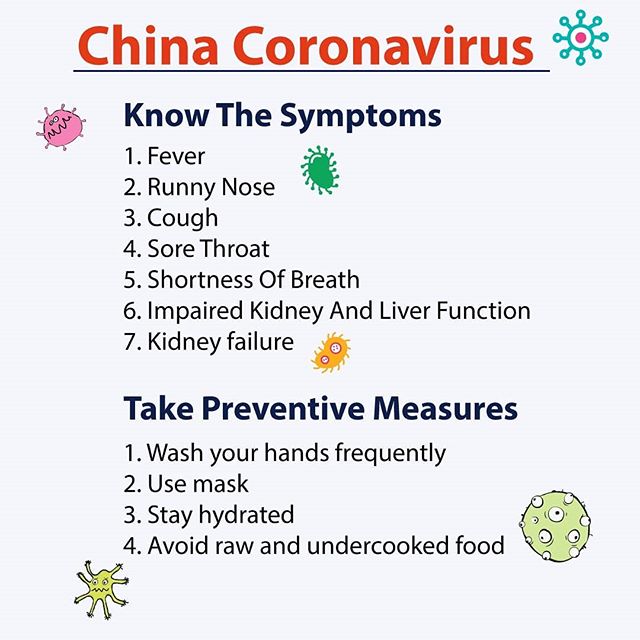 China Coronavirus
Know The Symptoms
1. Fever
2. Runny Nose
3. Cough
4. Sore Throat
5. Shortness Of Breath
6. Impaired Kidney And Liver Function
7. Kidney failure
Take Preventive Measures
1. Wash your hands frequently
2. Use mask
3. Stay hydrated
4. Avoid raw and undercooked food